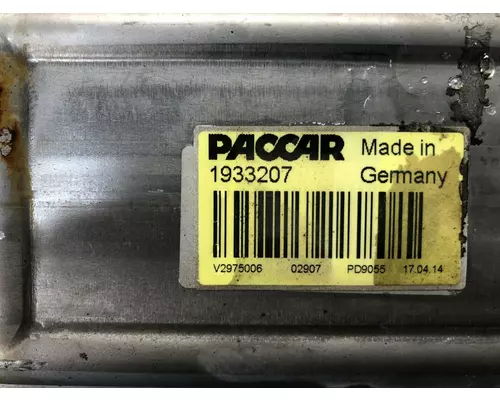 PACCAR Made in
1933207 Germany
V2975006 02907 PD9055 17.04.14